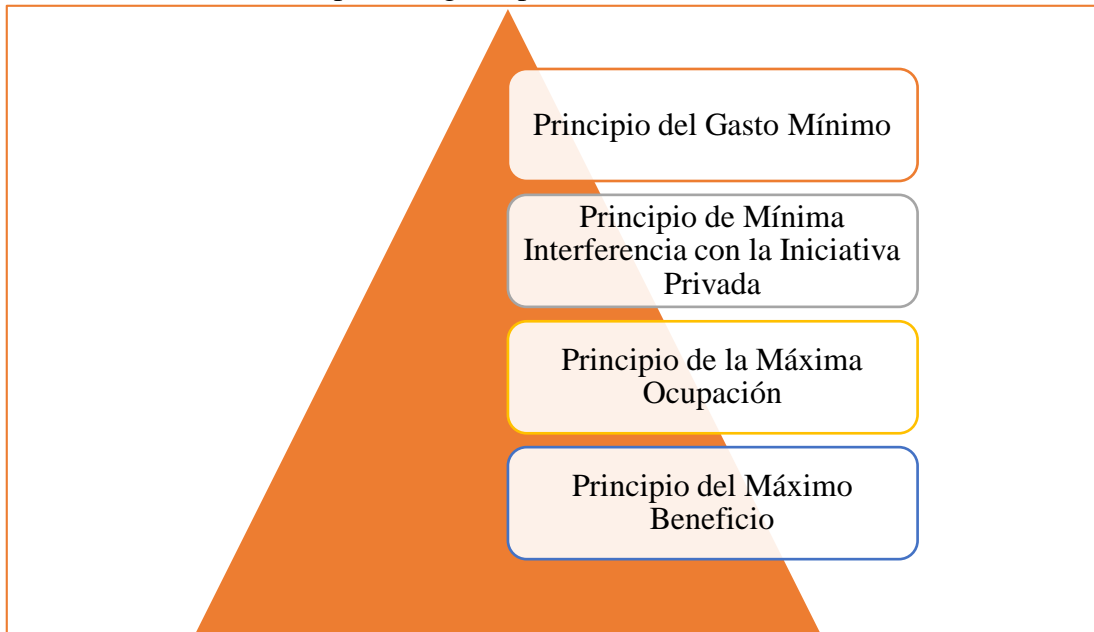 Principio del Gasto Mínimo
Principio de Mínima
Interferencia con la Iniciativa
Privada
Principio de la Máxima
Ocupación
Principio del Máximo
Beneficio